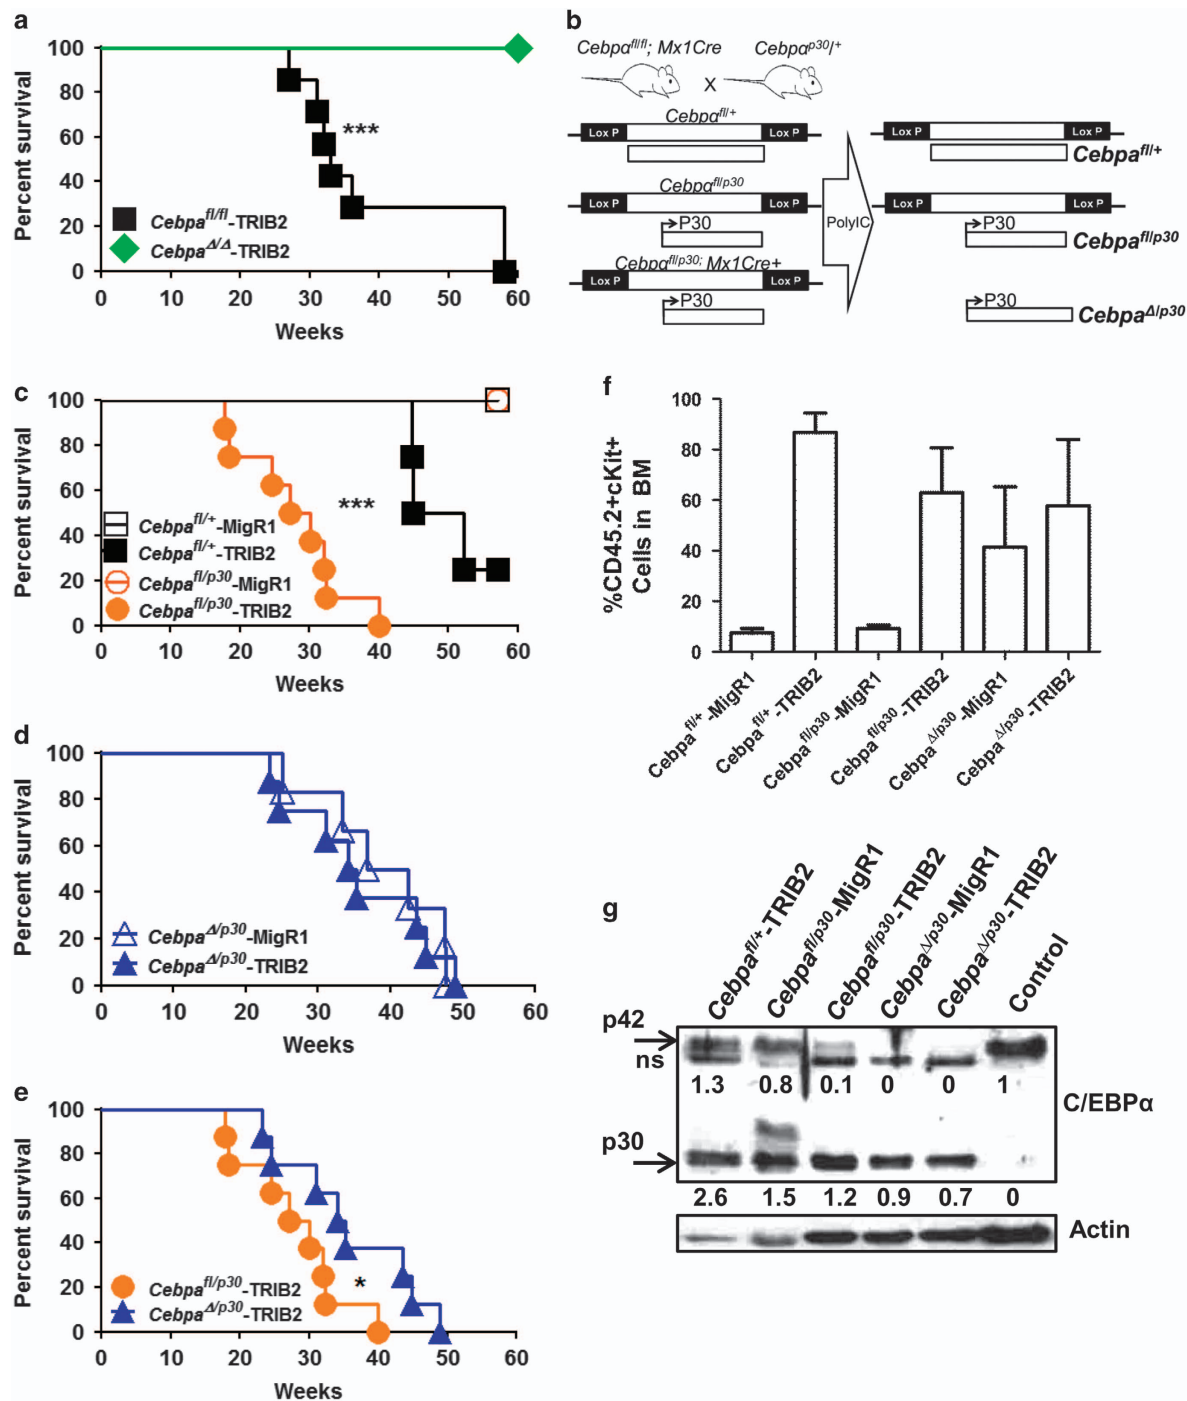 a
100
80
60
40
20
0
Percent survival
***
Cebpa^fl/fl-TRIB2
Cebpa^Δ/Δ-TRIB2
0 10 20 30 40 50 60
Weeks
b
Cebpα^fl/fl; Mx1Cre
Cebpα^p30/+
X
Cebpα^fl/+
Lox P Lox P
Cebpα^fl/p30
Lox P Lox P
P30
Cebpα^fl/p30; Mx1Cre+
Lox P Lox P
P30
PolyIC
Lox P Lox P
Cebpa^fl/+
Lox P Lox P
P30
Cebpa^fl/p30
P30
Cebpa^Δ/p30
c
100
80
60
40
20
0
Percent survival
***
Cebpa^fl/+-MigR1
Cebpa^fl/+-TRIB2
Cebpa^fl/p30-MigR1
Cebpa^fl/p30-TRIB2
0 10 20 30 40 50 60
Weeks
d
100
80
60
40
20
0
Percent survival
Cebpa^Δ/p30-MigR1
Cebpa^Δ/p30-TRIB2
0 10 20 30 40 50 60
Weeks
e
100
80
60
40
20
0
Percent survival
*
Cebpa^fl/p30-TRIB2
Cebpa^Δ/p30-TRIB2
0 10 20 30 40 50 60
Weeks
f
%CD45.2+cKit+
Cells in BM
100
80
60
40
20
0
Cebpa^fl/+-MigR1
Cebpa^fl/+-TRIB2
Cebpa^fl/p30-MigR1
Cebpa^fl/p30-TRIB2
Cebpa^Δ/p30-MigR1
Cebpa^Δ/p30-TRIB2
g
Cebpa^fl/+-TRIB2
Cebpa^fl/p30-MigR1
Cebpa^fl/p30-TRIB2
Cebpa^Δ/p30-MigR1
Cebpa^Δ/p30-TRIB2
Control
p42
ns
1.3 0.8 0.1 0 0 1
C/EBPα
p30
2.6 1.5 1.2 0.9 0.7 0
Actin